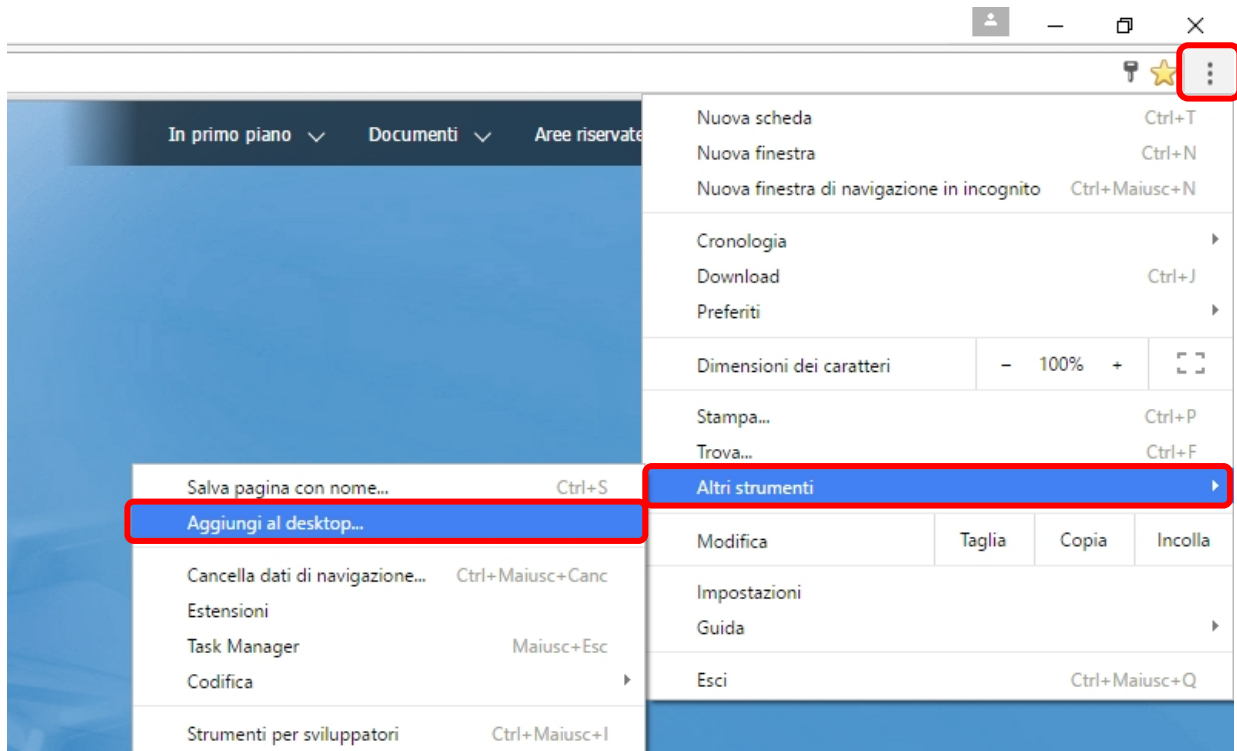 In primo piano Documenti Aree riservate
Nuova scheda Ctrl+T
Nuova finestra Ctrl+N
Nuova finestra di navigazione in incognito Ctrl+Maiusc+N
Cronologia
Download Ctrl+J
Preferiti
Dimensioni dei caratteri - 100% +
Stampa... Ctrl+P
Trova... Ctrl+F
Altri strumenti
Modifica Taglia Copia Incolla
Impostazioni
Guida
Esci Ctrl+Maiusc+Q
Salva pagina con nome... Ctrl+S
Aggiungi al desktop...
Cancella dati di navigazione... Ctrl+Maiusc+Canc
Estensioni
Task Manager Maiusc+Esc
Codifica
Strumenti per sviluppatori Ctrl+Maiusc+I